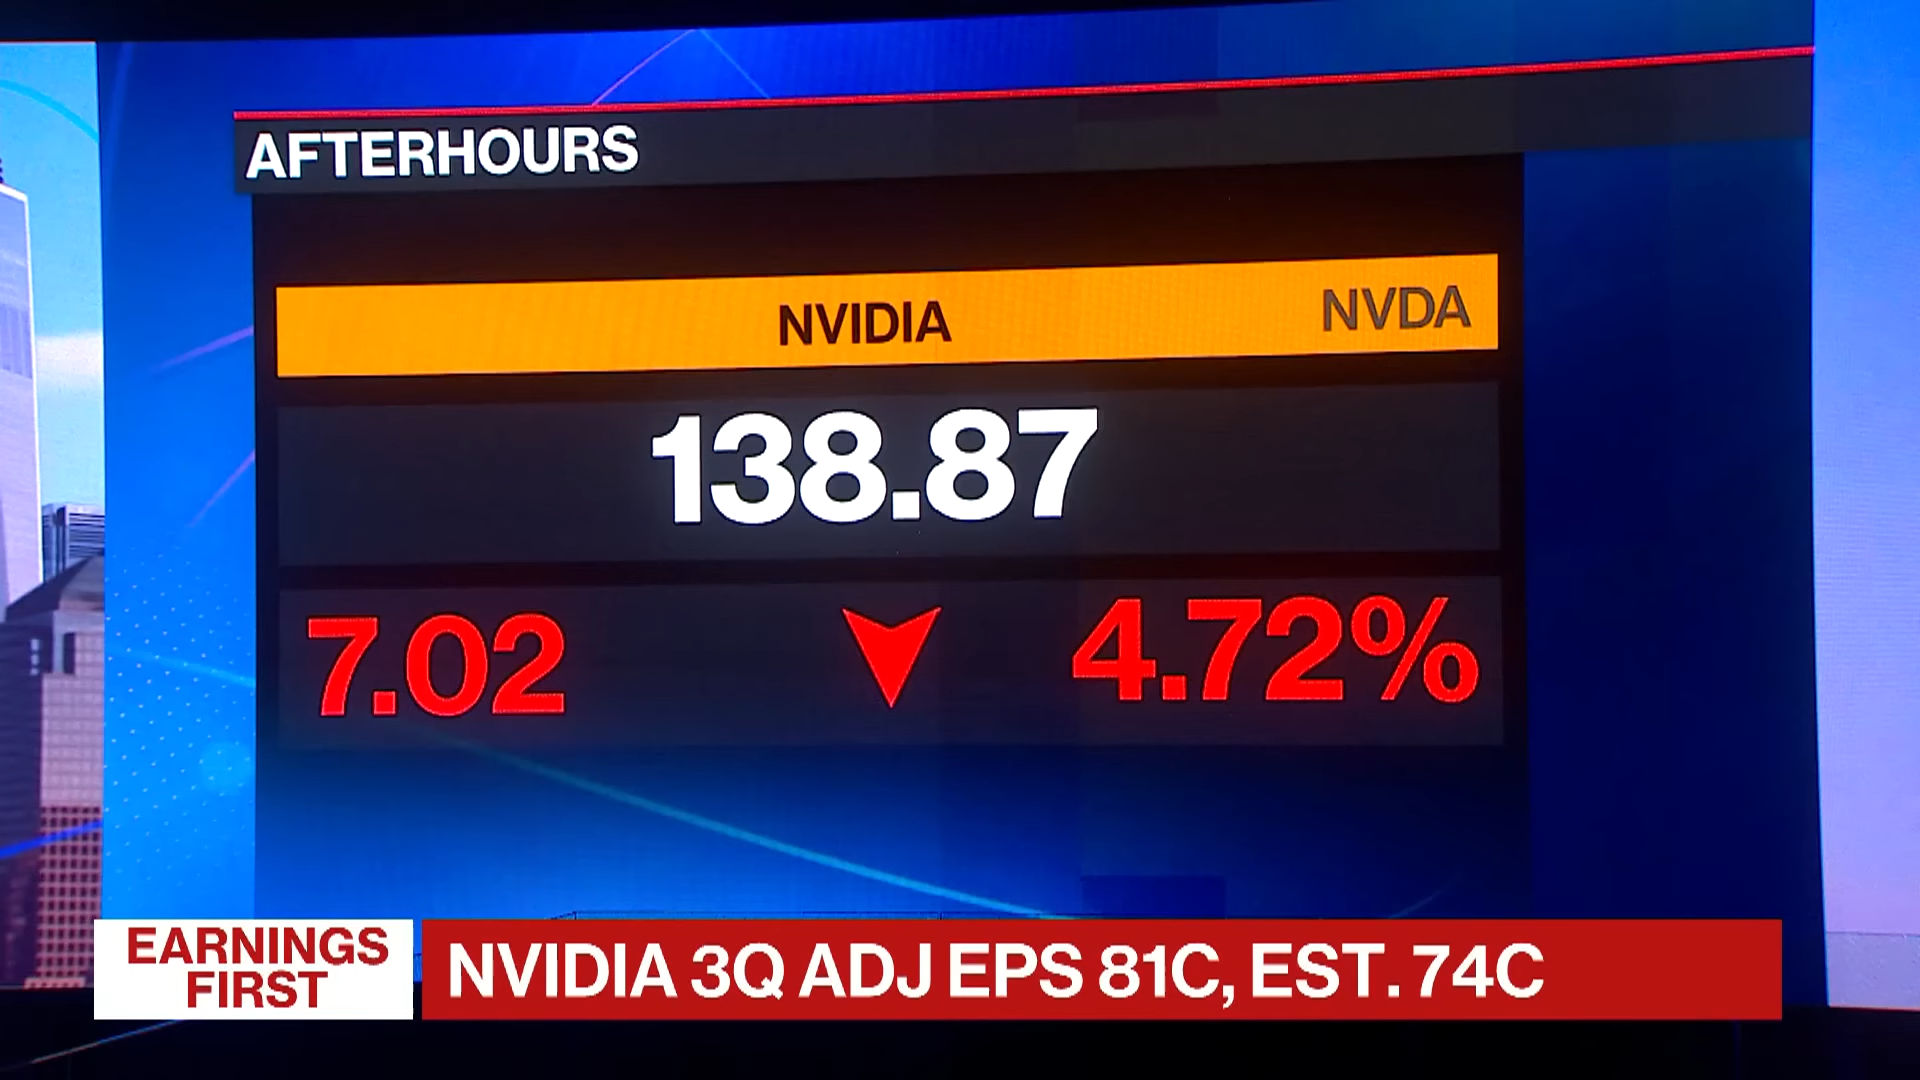 AFTERHOURS
NVIDIA NVDA
138.87
7.02 4.72%
EARNINGS
FIRST
NVIDIA 3Q ADJ EPS 81C, EST. 74C